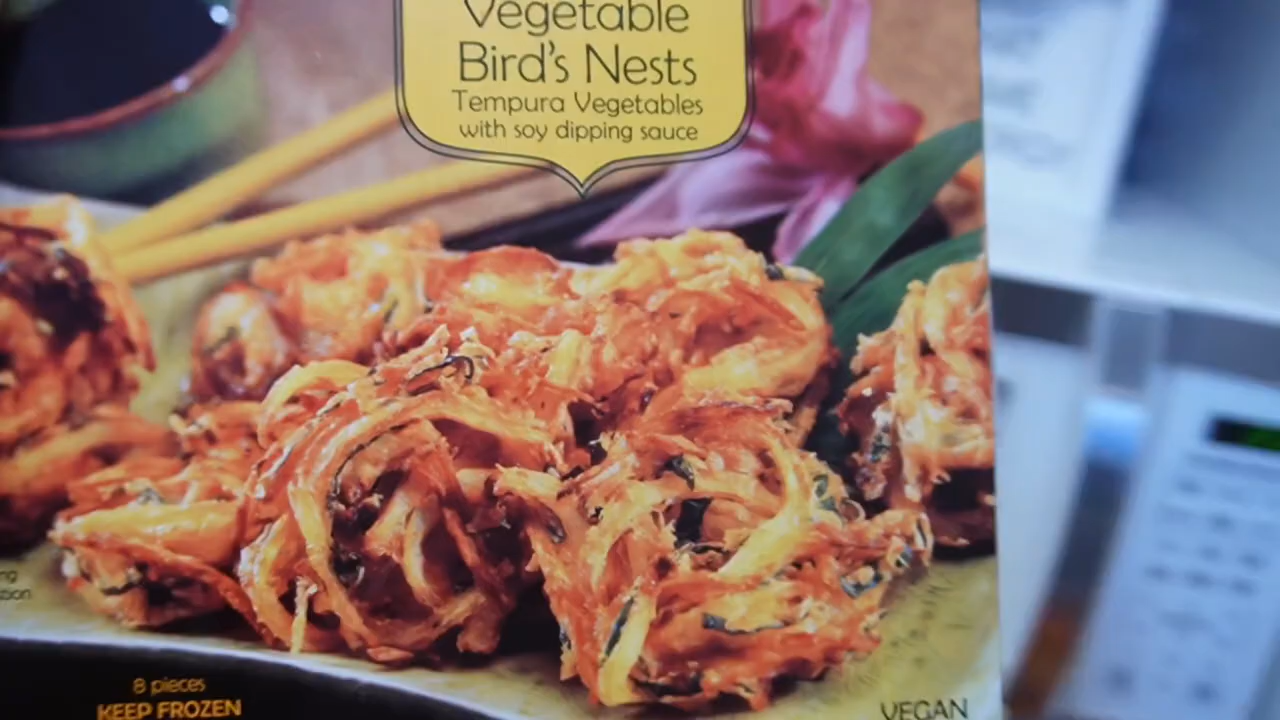 Vegetable
Bird's Nests
Tempura Vegetables
with soy dipping sauce
8 pieces
KEEP FROZEN
VEGAN